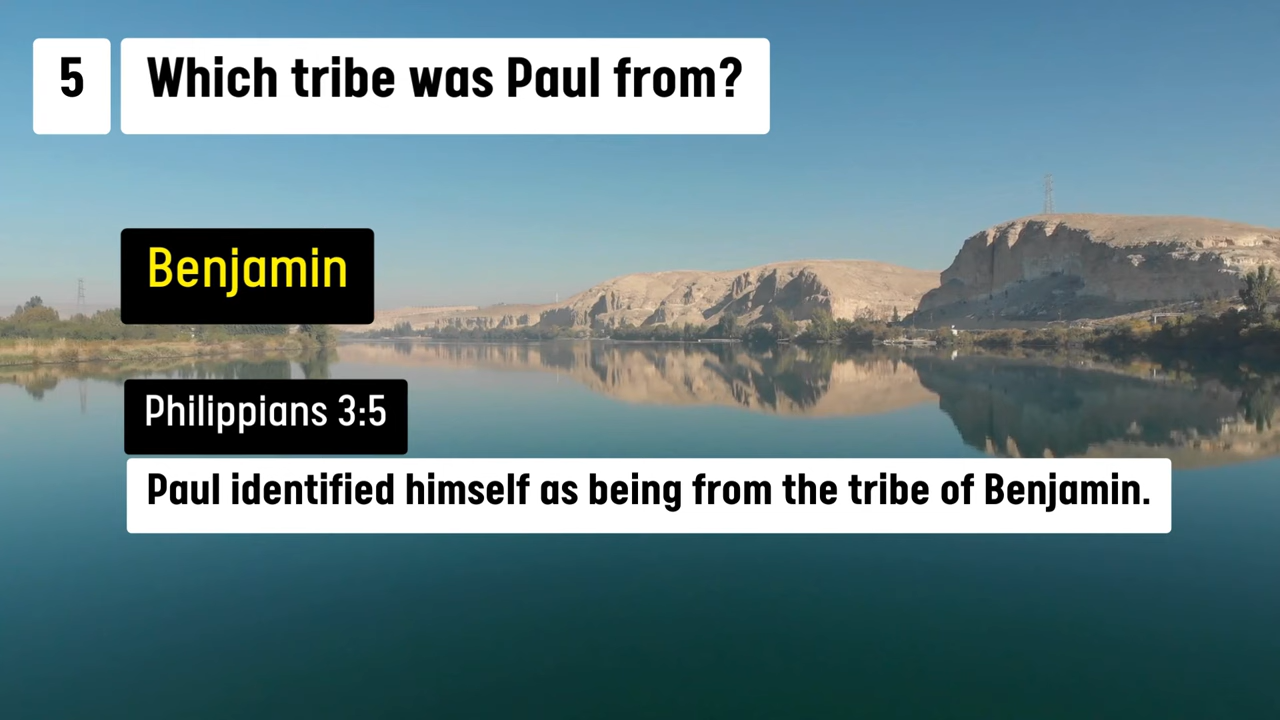 5 Which tribe was Paul from?
Benjamin
Philippians 3:5
Paul identified himself as being from the tribe of Benjamin.